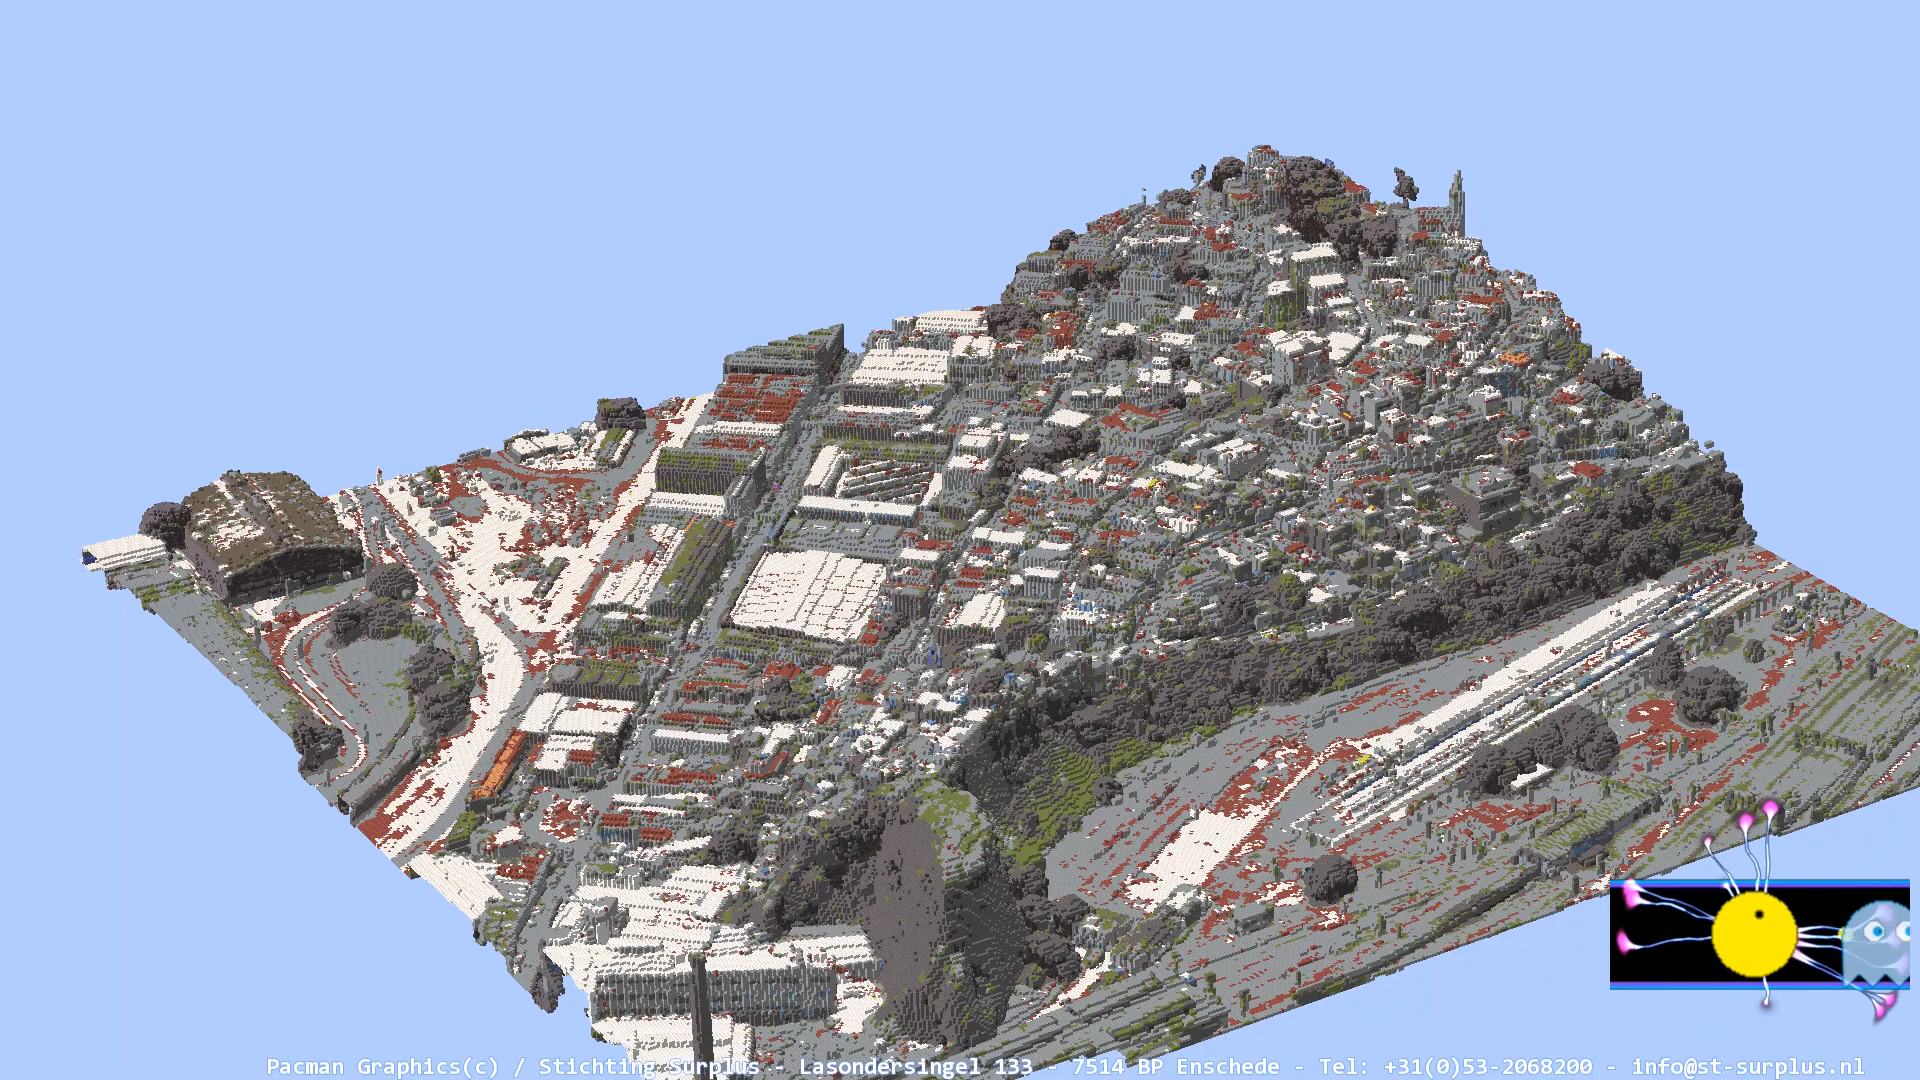 Pacman Graphics(c) / Stichting Surplus - Lasondersingel 133 - 7514 BP Enschede - Tel: +31(0)53-2068200 - info@st-surplus.nl